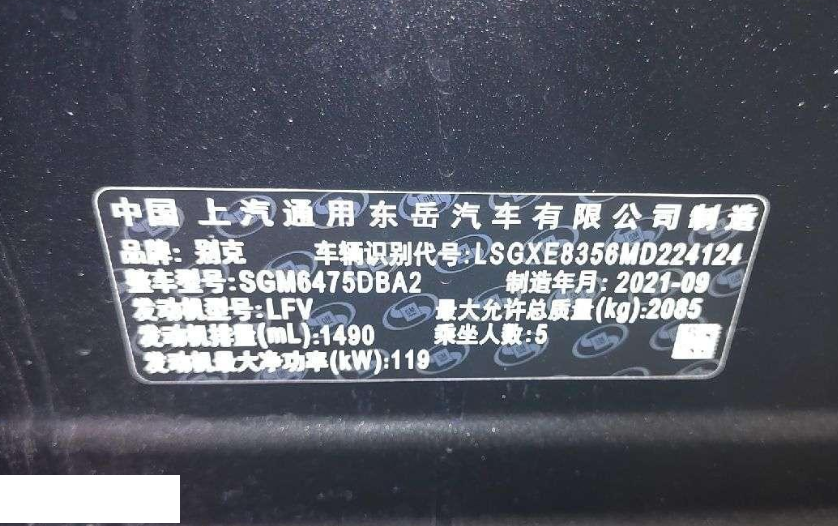 中国 上汽通用东岳汽车有限公司制造
品牌: 别克 车辆识别代号:LSGXE8356MD224124
整车型号:SGM6475DBA2 制造年月: 2021-09
发动机型号:LFV 最大允许总质量(kg):2085
发动机排量(mL):1490 乘坐人数:5
发动机最大净功率(kW):119